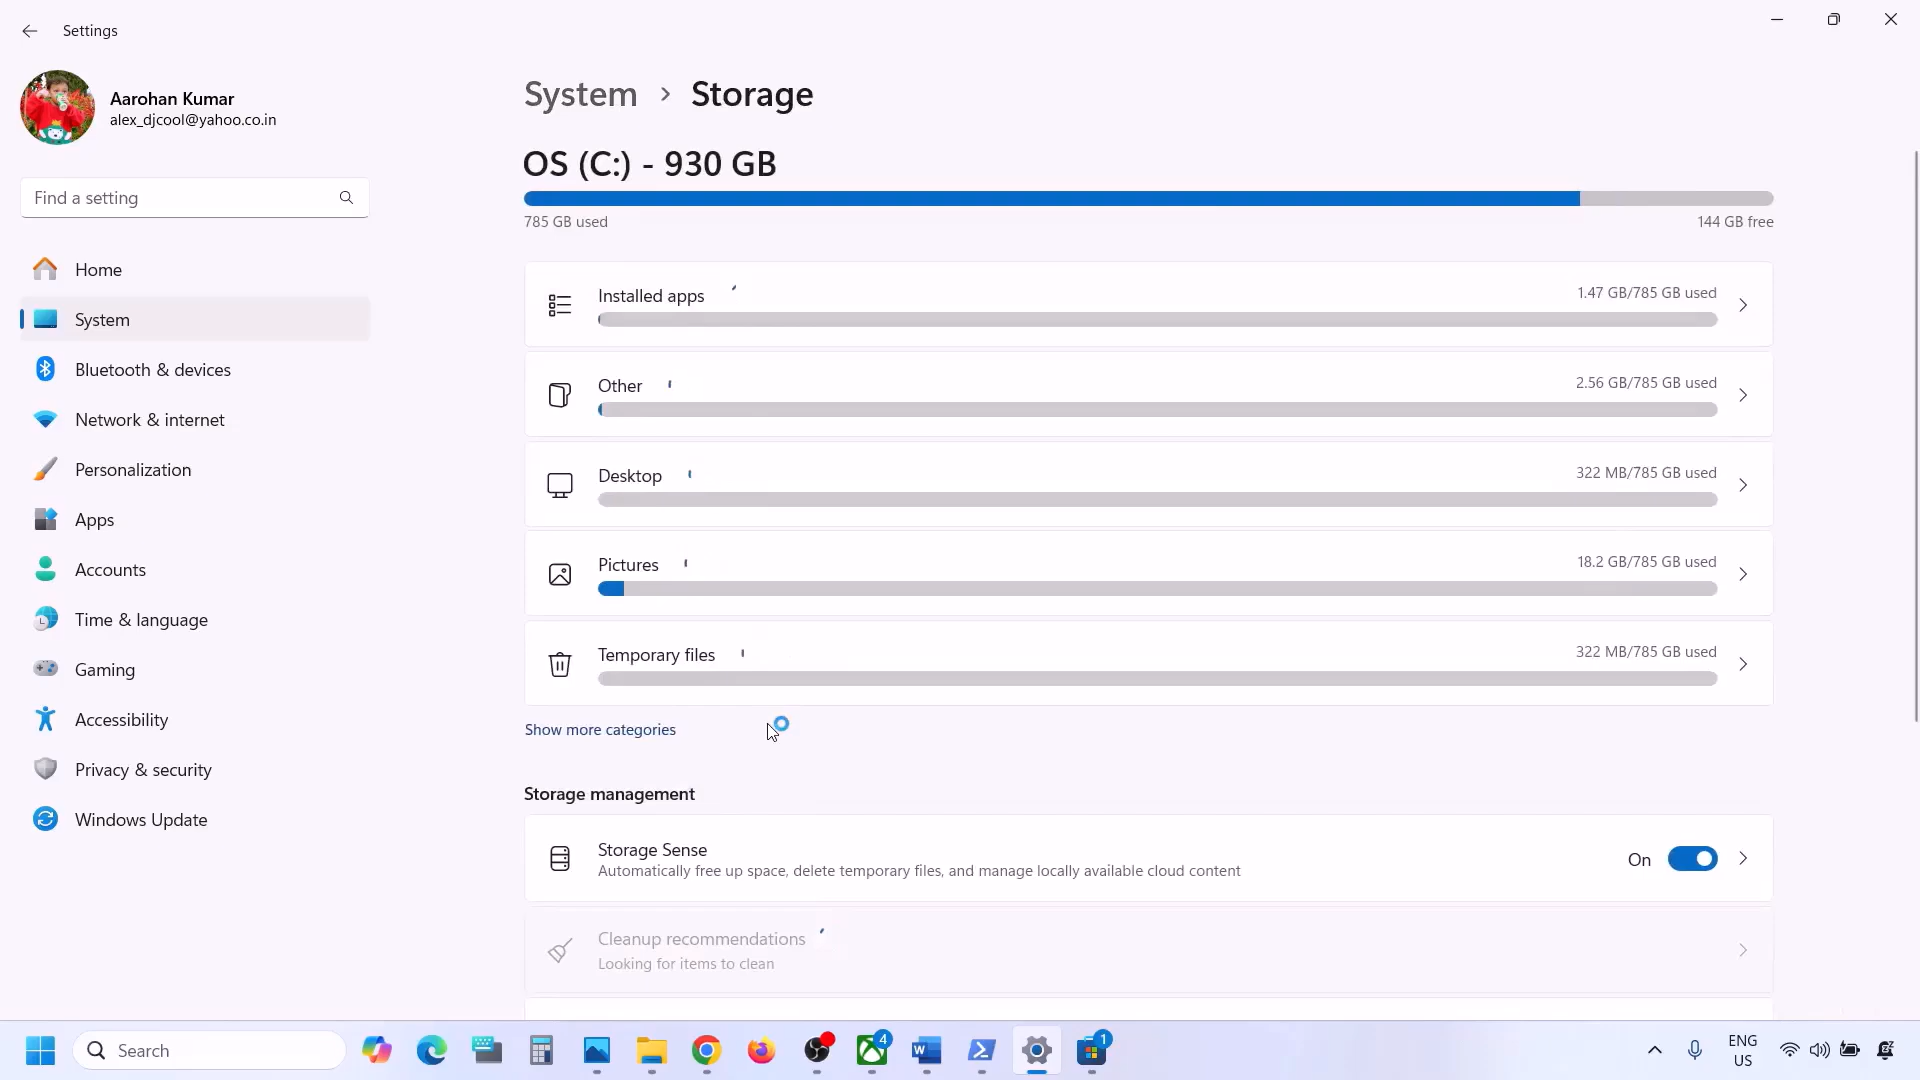 Settings
Aarohan Kumar
alex_djcool@yahoo.co.in
Find a setting
Home
System
Bluetooth & devices
Network & internet
Personalization
Apps
Accounts
Time & language
Gaming
Accessibility
Privacy & security
Windows Update
System > Storage
OS (C:) - 930 GB
785 GB used
144 GB free
Installed apps
1.47 GB/785 GB used
Other
2.56 GB/785 GB used
Desktop
322 MB/785 GB used
Pictures
18.2 GB/785 GB used
Temporary files
322 MB/785 GB used
Show more categories
Storage management
Storage Sense
Automatically free up space, delete temporary files, and manage locally available cloud content
On
Cleanup recommendations
Looking for items to clean
Search
4
1
ENG
US